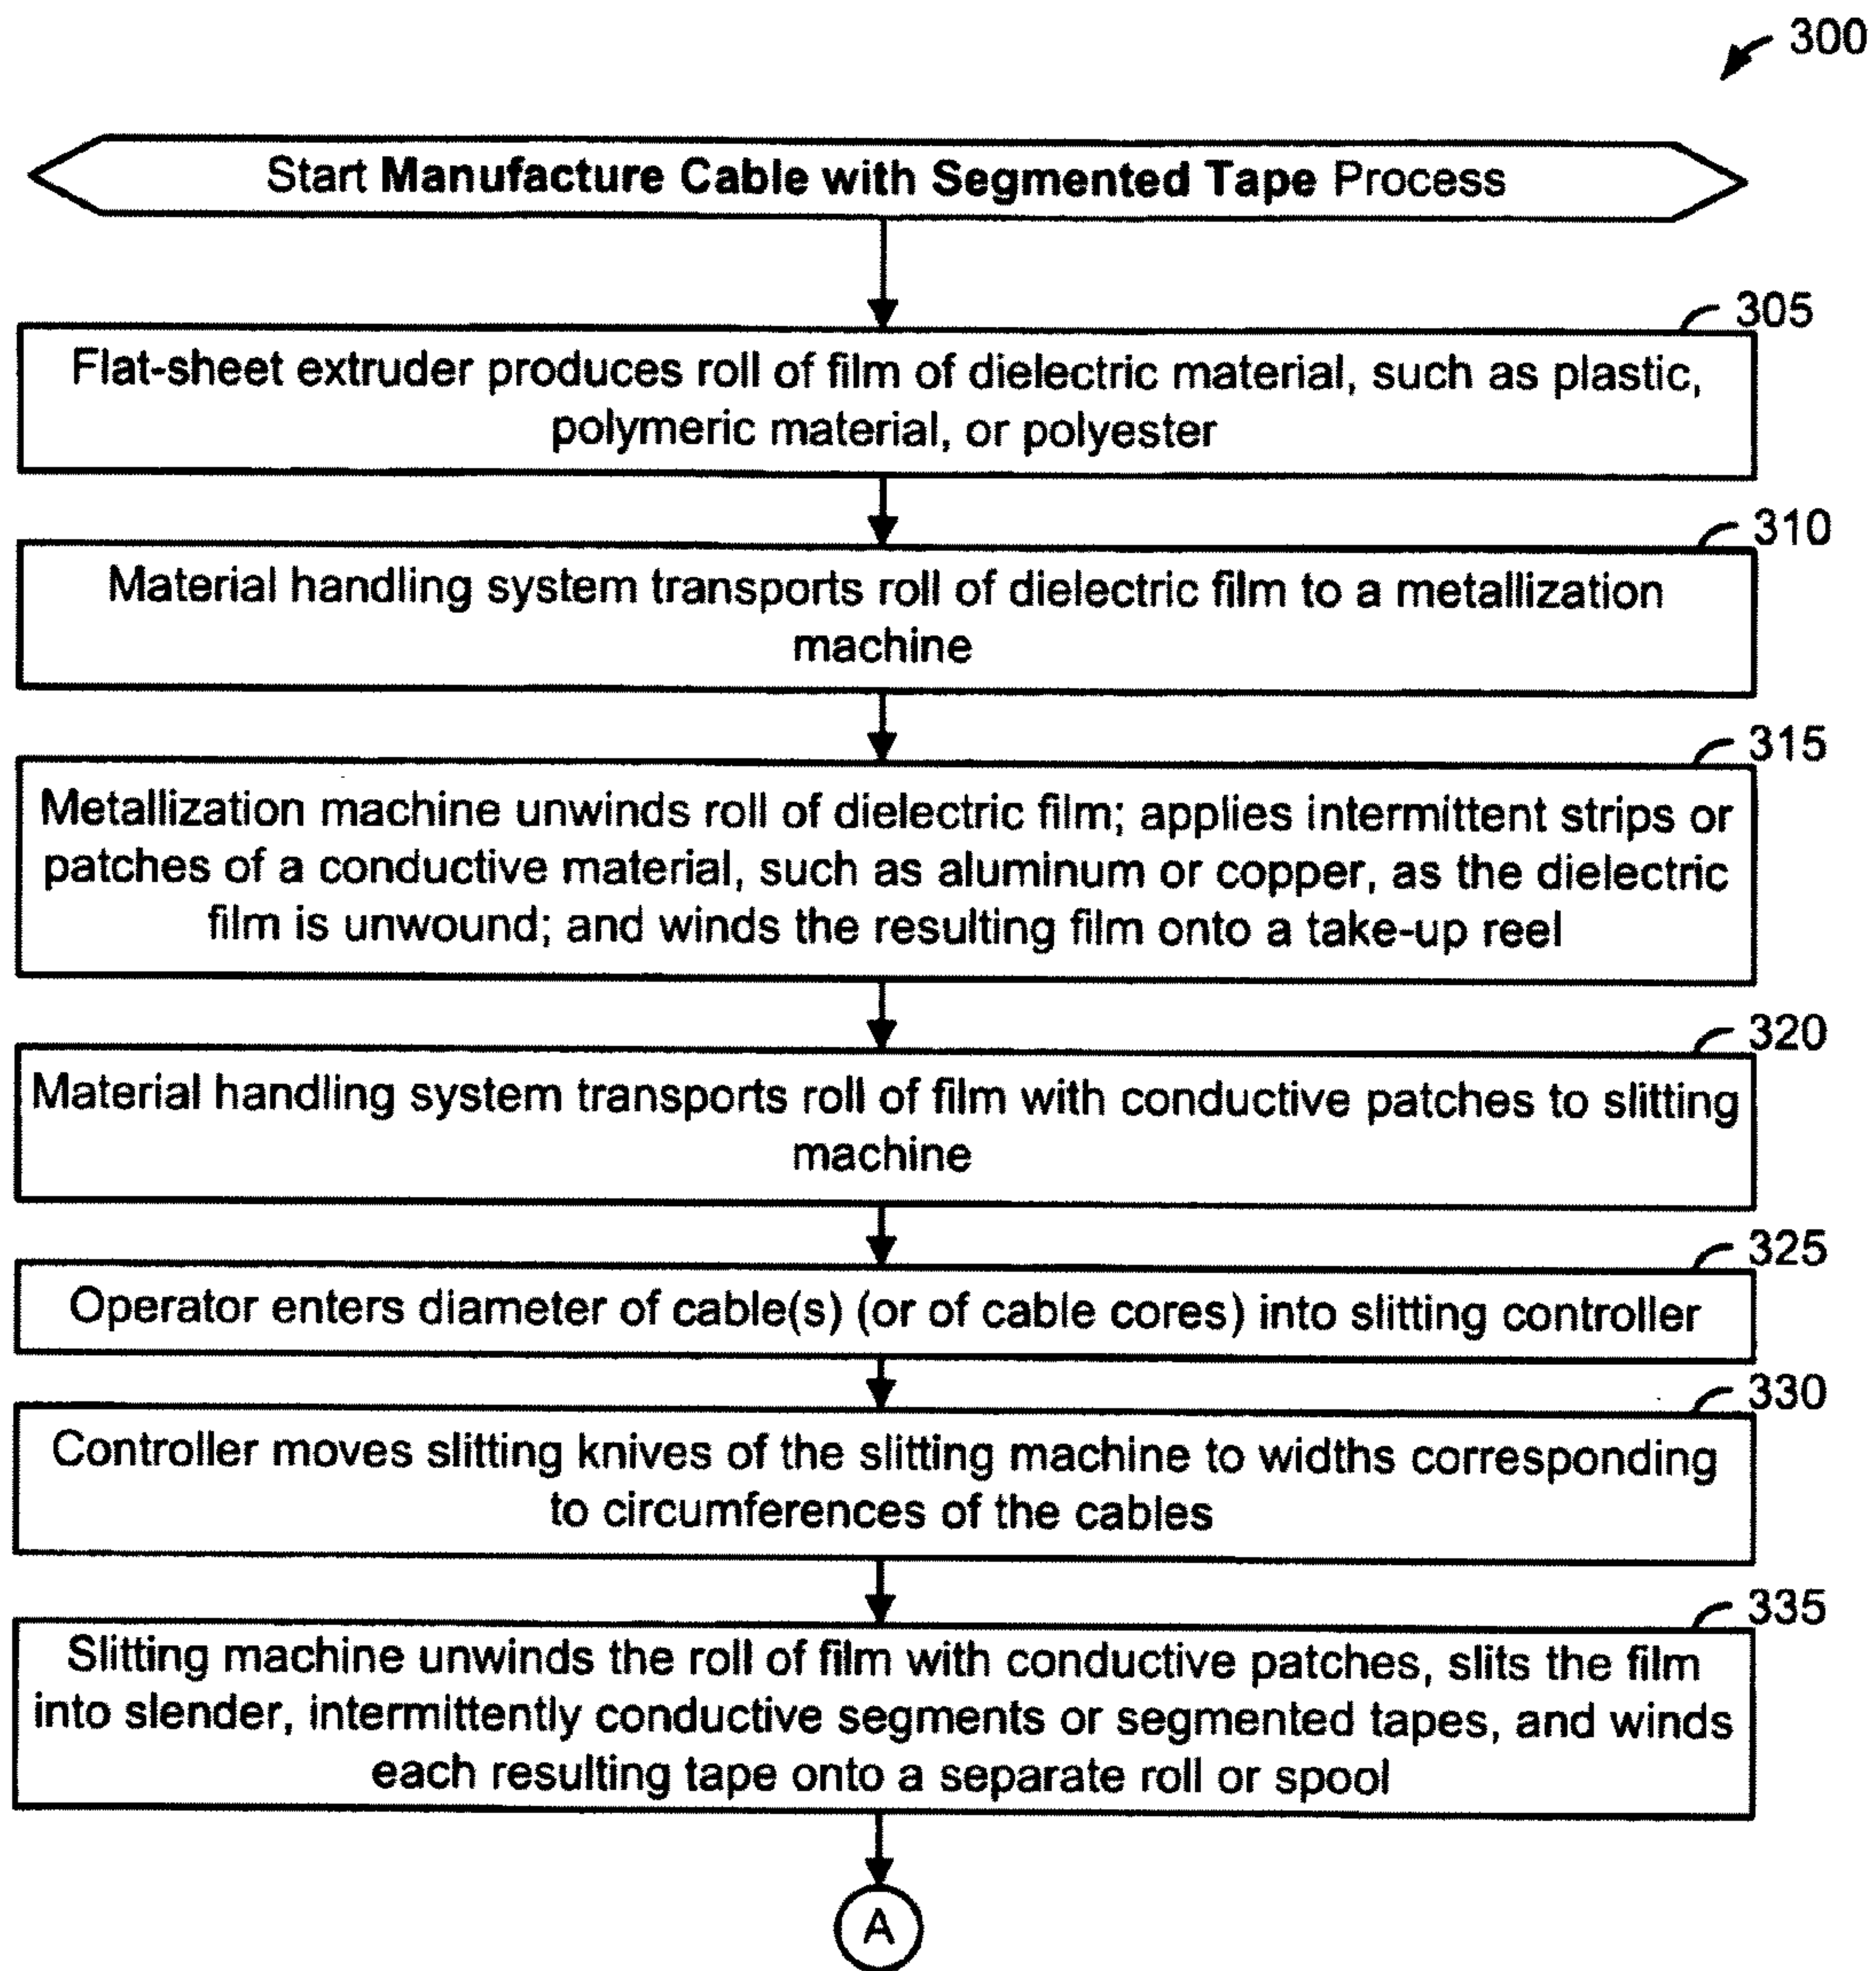 300
Start Manufacture Cable with Segmented Tape Process
305
Flat-sheet extruder produces roll of film of dielectric material, such as plastic,
polymeric material, or polyester
310
Material handling system transports roll of dielectric film to a metallization
machine
315
Metallization machine unwinds roll of dielectric film; applies intermittent strips or
patches of a conductive material, such as aluminum or copper, as the dielectric
film is unwound; and winds the resulting film onto a take-up reel
320
Material handling system transports roll of film with conductive patches to slitting
machine
325
Operator enters diameter of cable(s) (or of cable cores) into slitting controller
330
Controller moves slitting knives of the slitting machine to widths corresponding
to circumferences of the cables
335
Slitting machine unwinds the roll of film with conductive patches, slits the film
into slender, intermittently conductive segments or segmented tapes, and winds
each resulting tape onto a separate roll or spool
A